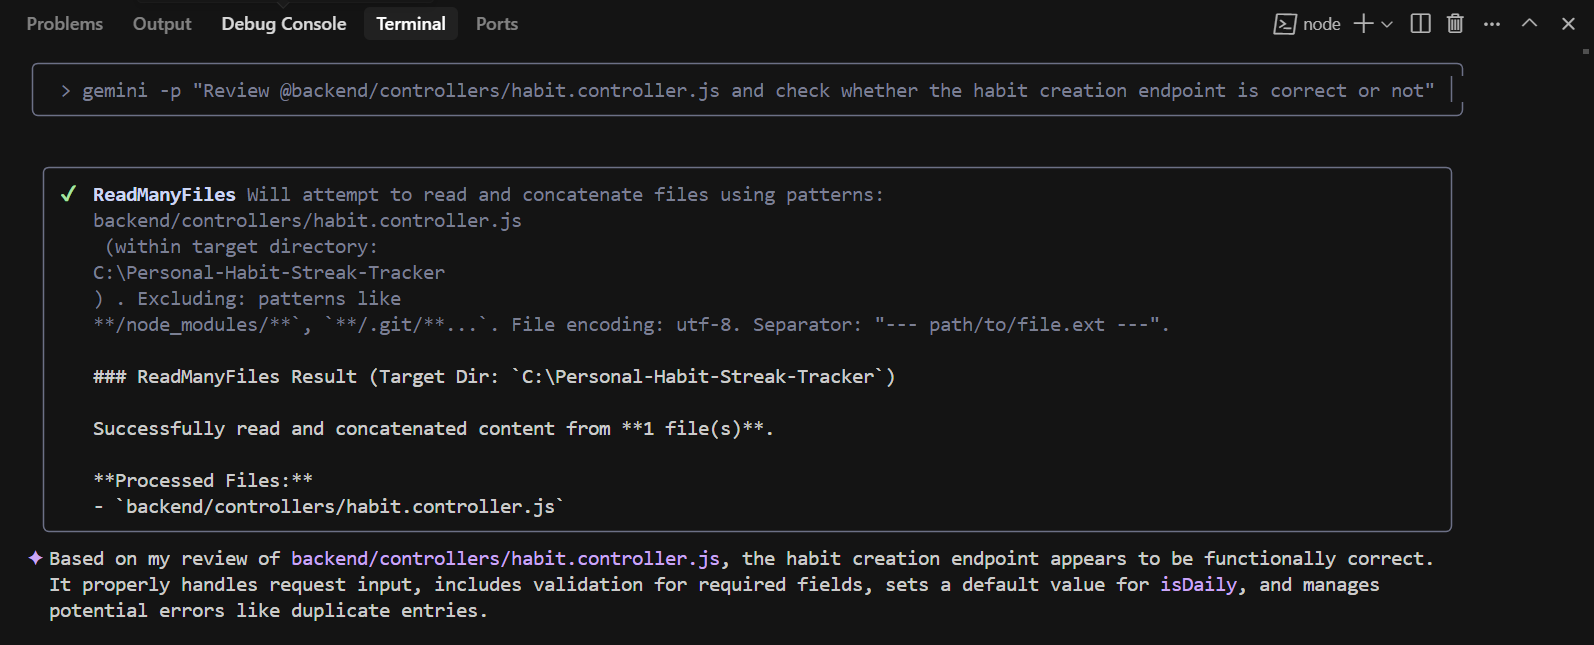 Problems Output Debug Console Terminal Ports node
> gemini -p "Review @backend/controllers/habit.controller.js and check whether the habit creation endpoint is correct or not"
✓ ReadManyFiles Will attempt to read and concatenate files using patterns:
backend/controllers/habit.controller.js
(within target directory:
C:\Personal-Habit-Streak-Tracker
) . Excluding: patterns like
**/node_modules/**`, `**/.git/**...`. File encoding: utf-8. Separator: "--- path/to/file.ext ---".
### ReadManyFiles Result (Target Dir: `C:\Personal-Habit-Streak-Tracker`)
Successfully read and concatenated content from **1 file(s)**.
**Processed Files:**
- `backend/controllers/habit.controller.js`
✦ Based on my review of backend/controllers/habit.controller.js, the habit creation endpoint appears to be functionally correct.
It properly handles request input, includes validation for required fields, sets a default value for isDaily, and manages
potential errors like duplicate entries.